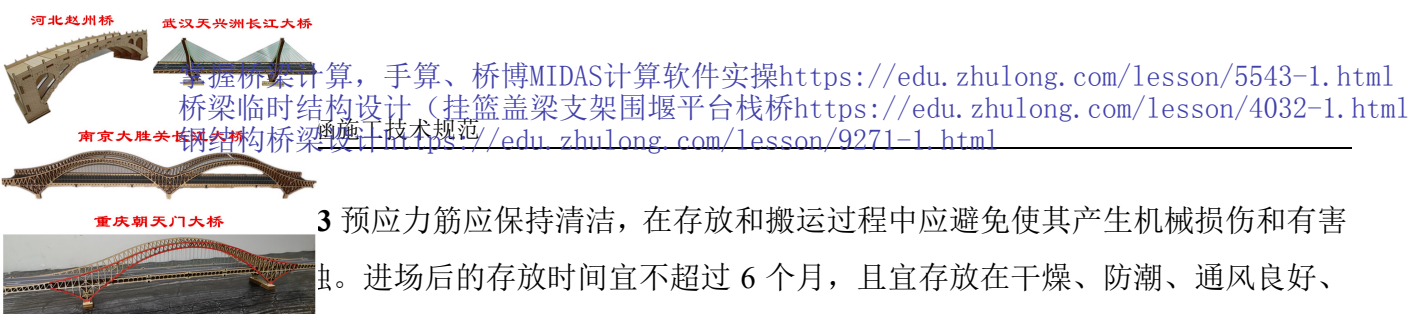 河北赵州桥
武汉天兴洲长江大桥
掌握桥梁计算，手算、桥博MIDAS计算软件实操https://edu.zhulong.com/lesson/5543-1.html
桥梁临时结构设计（挂篮盖梁支架围堰平台栈桥https://edu.zhulong.com/lesson/4032-1.html
南京大胜关长江大桥
涵施工技术规范
钢结构桥梁设计https://edu.zhulong.com/lesson/9271-1.html
重庆朝天门大桥
3 预应力筋应保持清洁，在存放和搬运过程中应避免使其产生机械损伤和有害
。进场后的存放时间宜不超过 6 个月，且宜存放在干燥、防潮、通风良好、